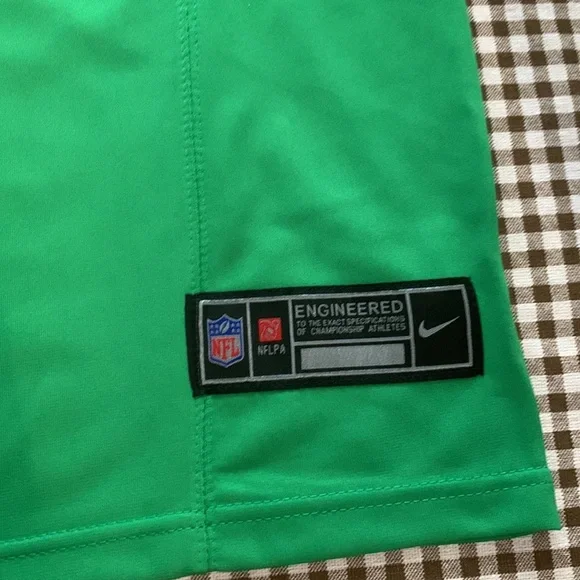 NFL
NFLPA
ENGINEERED
TO THE EXACT SPECIFICATIONS
OF CHAMPIONSHIP ATHLETES